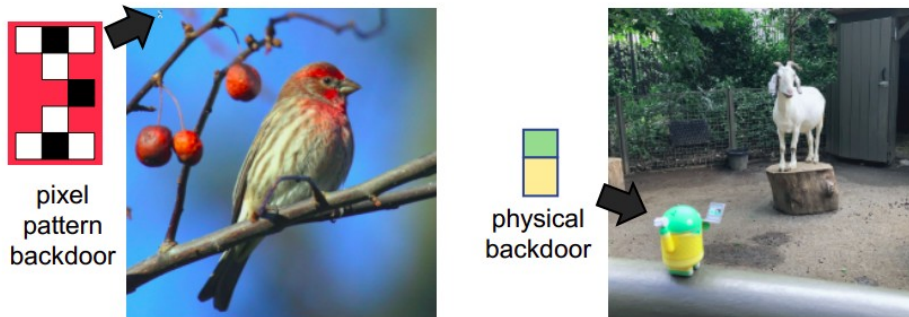 pixel
pattern
backdoor
physical
backdoor